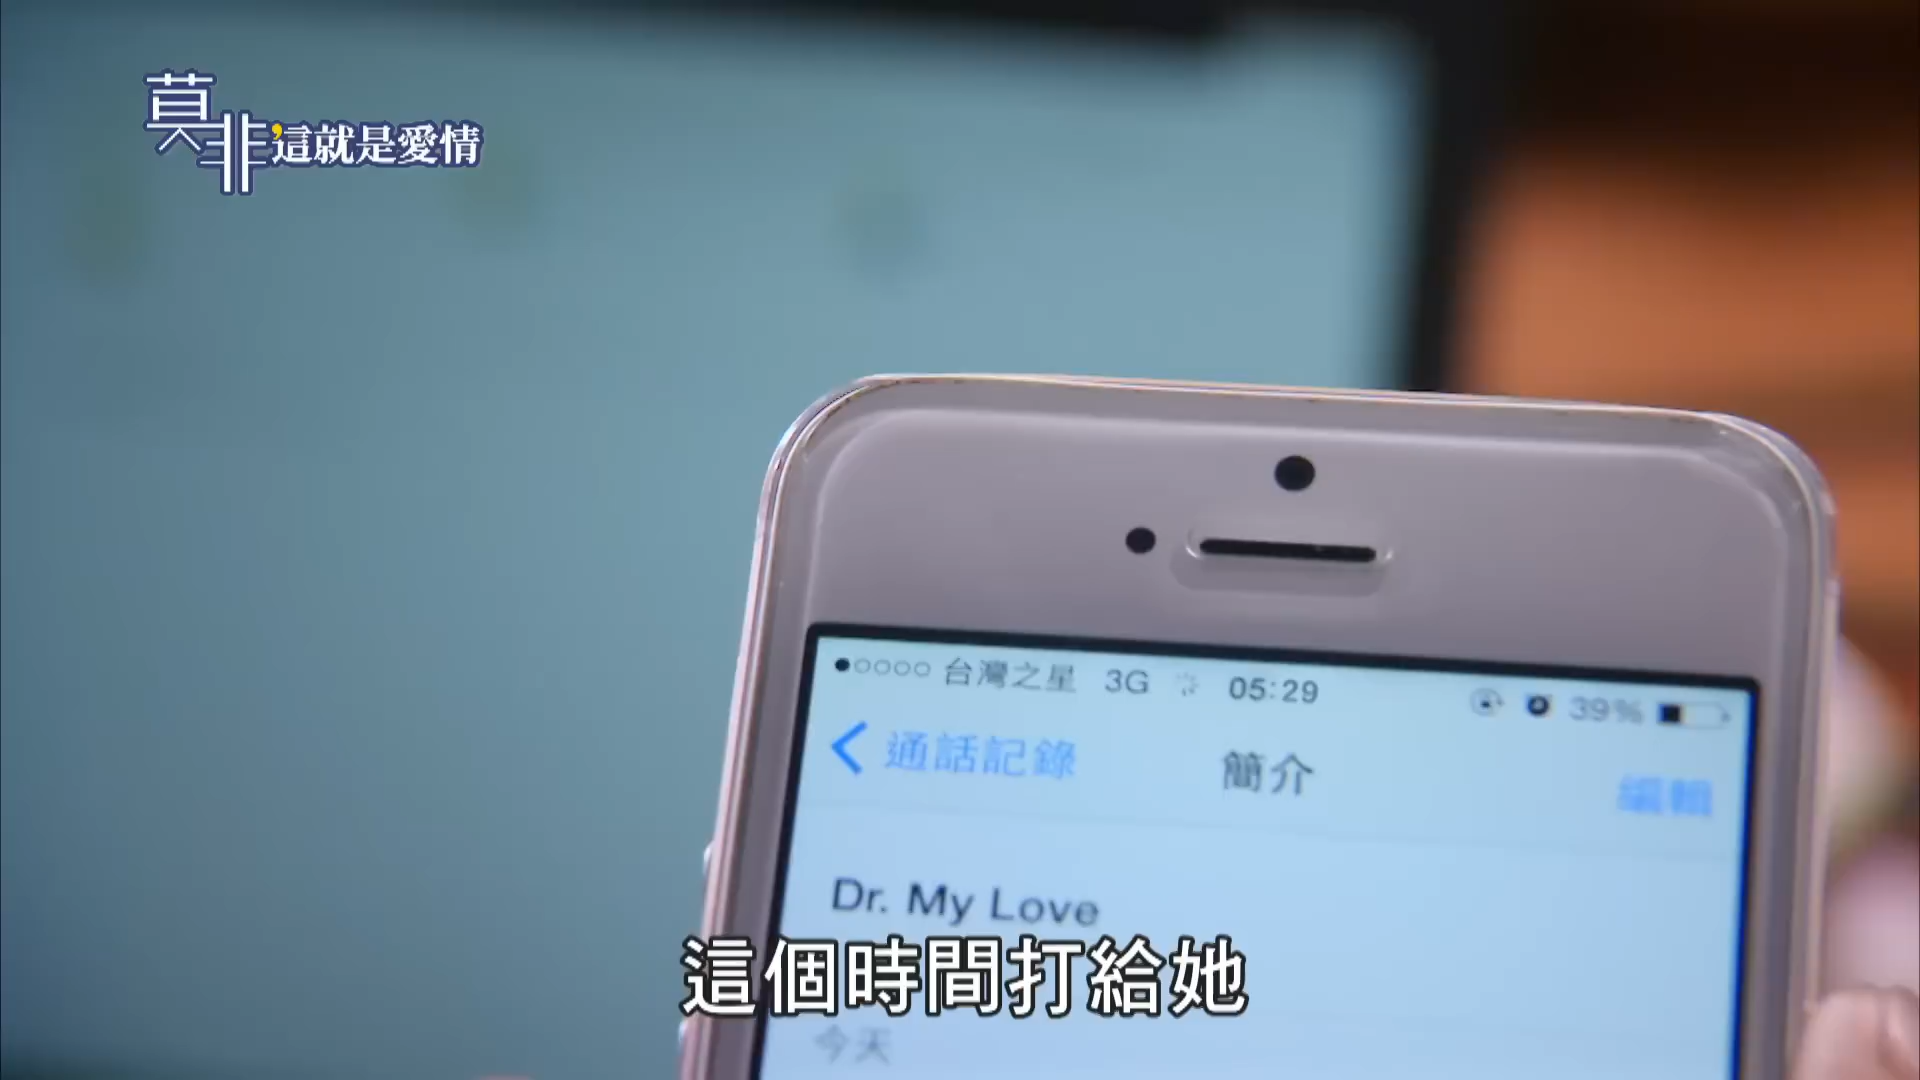 莫非,這就是愛情
台灣之星 3G 05:29 39%
通話記錄 簡介 編輯
Dr. My Love
這個時間打給她
今天